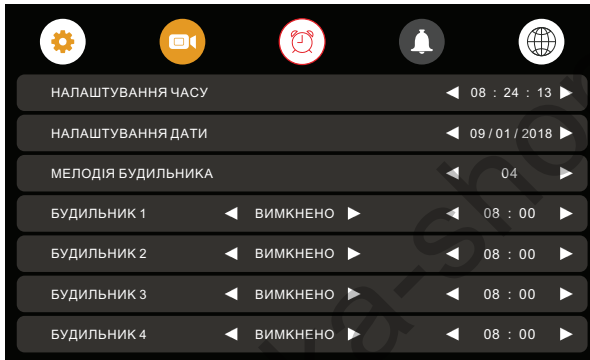 НАЛАШТУВАННЯ ЧАСУ 08 : 24 : 13
НАЛАШТУВАННЯ ДАТИ 09 / 01 / 2018
МЕЛОДІЯ БУДИЛЬНИКА 04
БУДИЛЬНИК 1 ВИМКНЕНО 08 : 00
БУДИЛЬНИК 2 ВИМКНЕНО 08 : 00
БУДИЛЬНИК 3 ВИМКНЕНО 08 : 00
БУДИЛЬНИК 4 ВИМКНЕНО 08 : 00